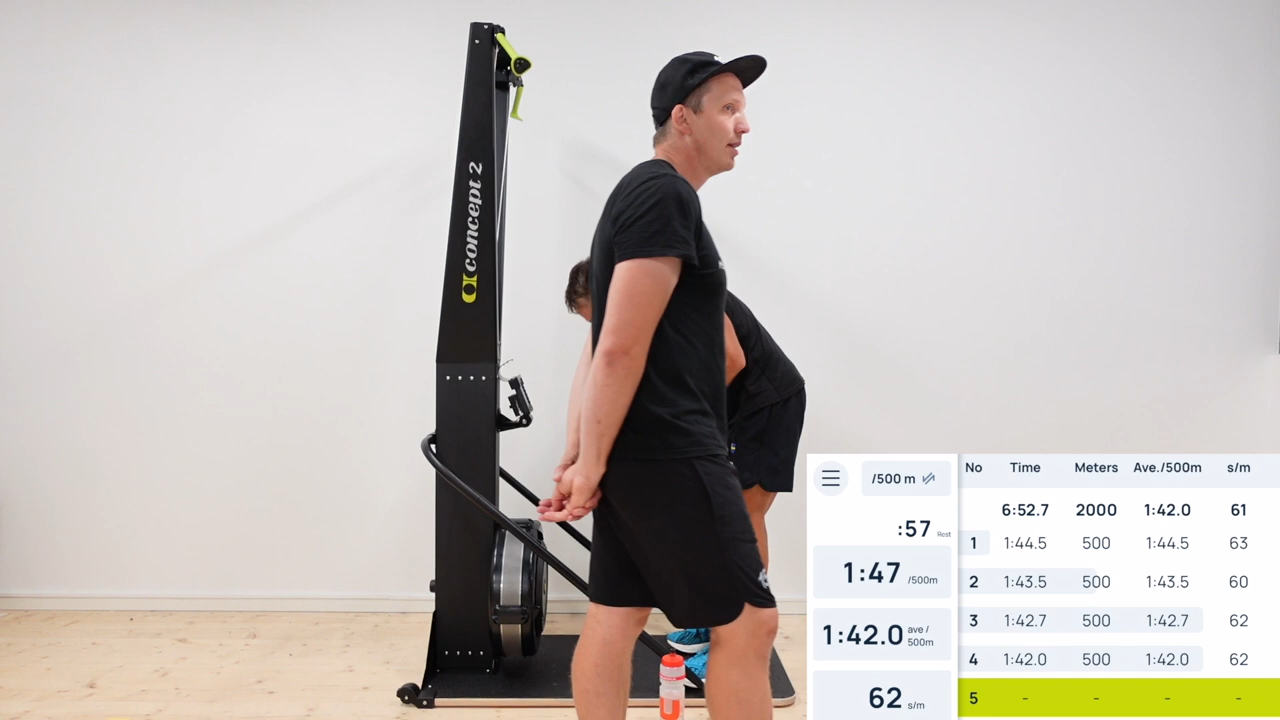 concept 2
/500 m
:57 Rest
1:47 /500m
1:42.0 ave / 500m
62 s/m
No Time Meters Ave./500m s/m
6:52.7 2000 1:42.0 61
1 1:44.5 500 1:44.5 63
2 1:43.5 500 1:43.5 60
3 1:42.7 500 1:42.7 62
4 1:42.0 500 1:42.0 62
5 - - - -